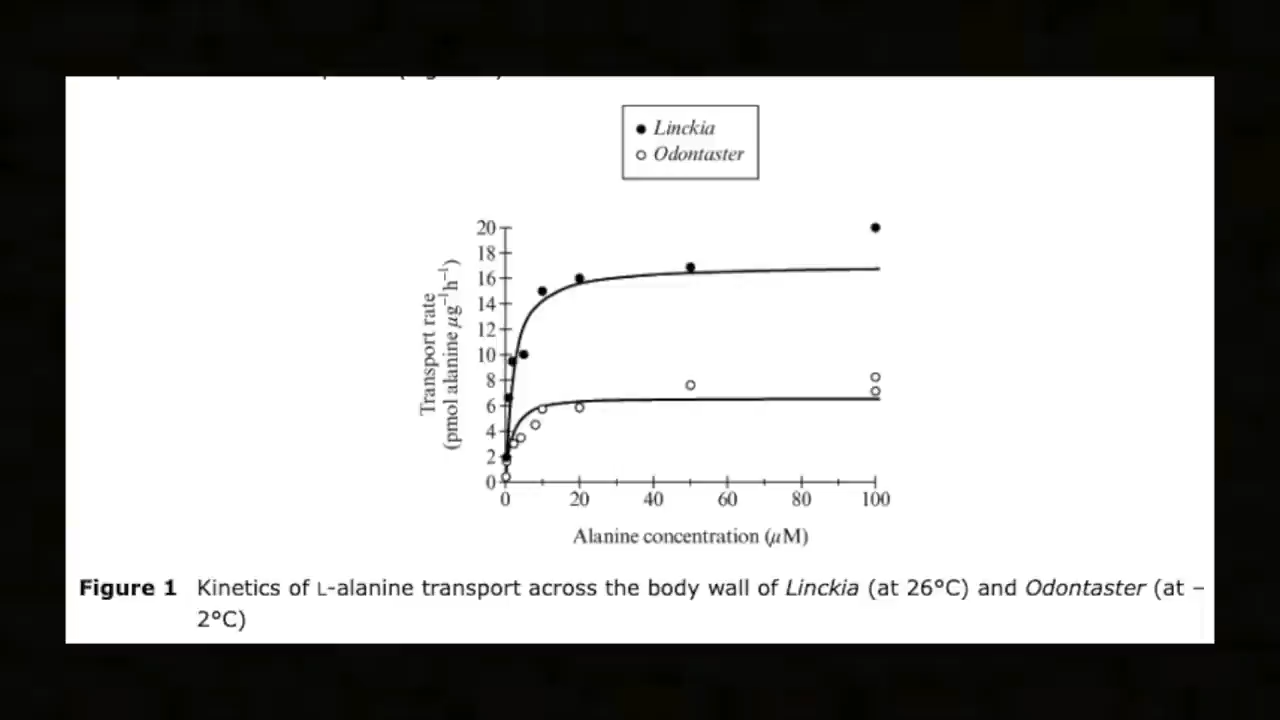 Linckia
Odontaster
20
18
16
14
12
10
8
6
4
2
0
Transport rate
(pmol alanine µg⁻¹h⁻¹)
0 20 40 60 80 100
Alanine concentration (µM)
Figure 1 Kinetics of L-alanine transport across the body wall of Linckia (at 26°C) and Odontaster (at –
2°C)